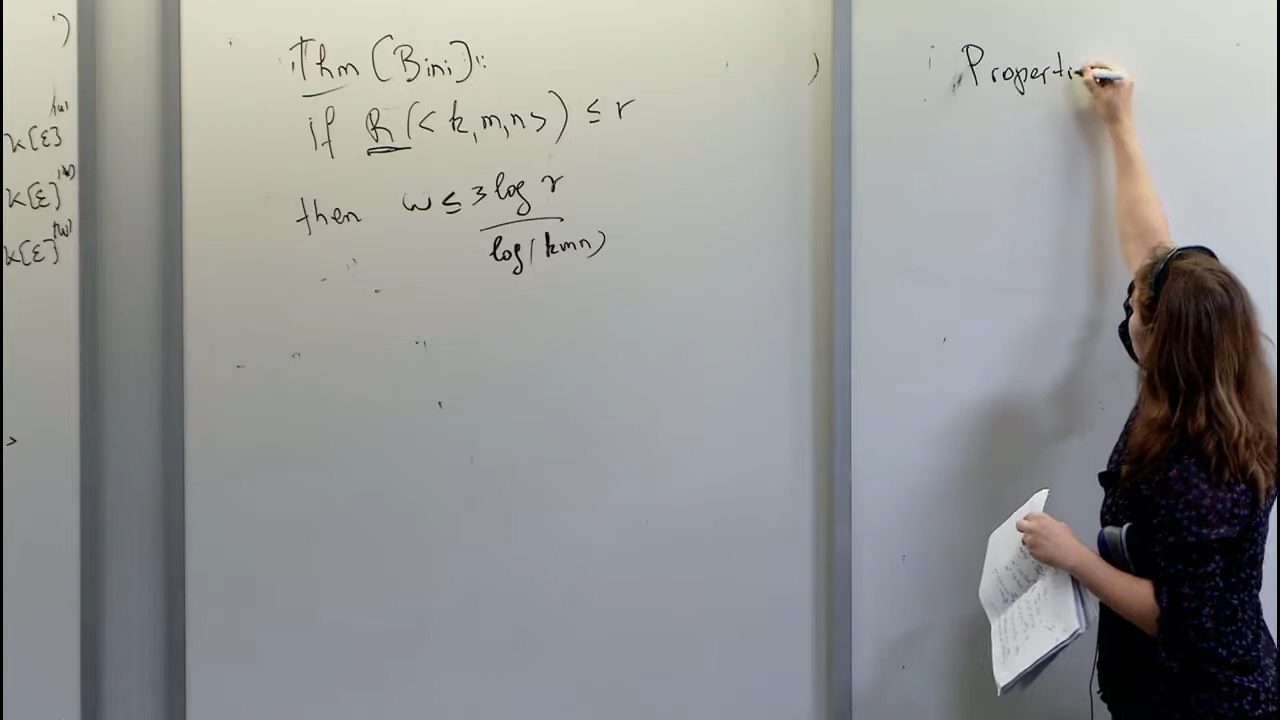 )
K[ε]
K[ε]
K[ε]
>
Thm (Bini):
if R(<k,m,n>) ≤ r
then ω ≤ 3 log r
log(kmn)
)
Properti